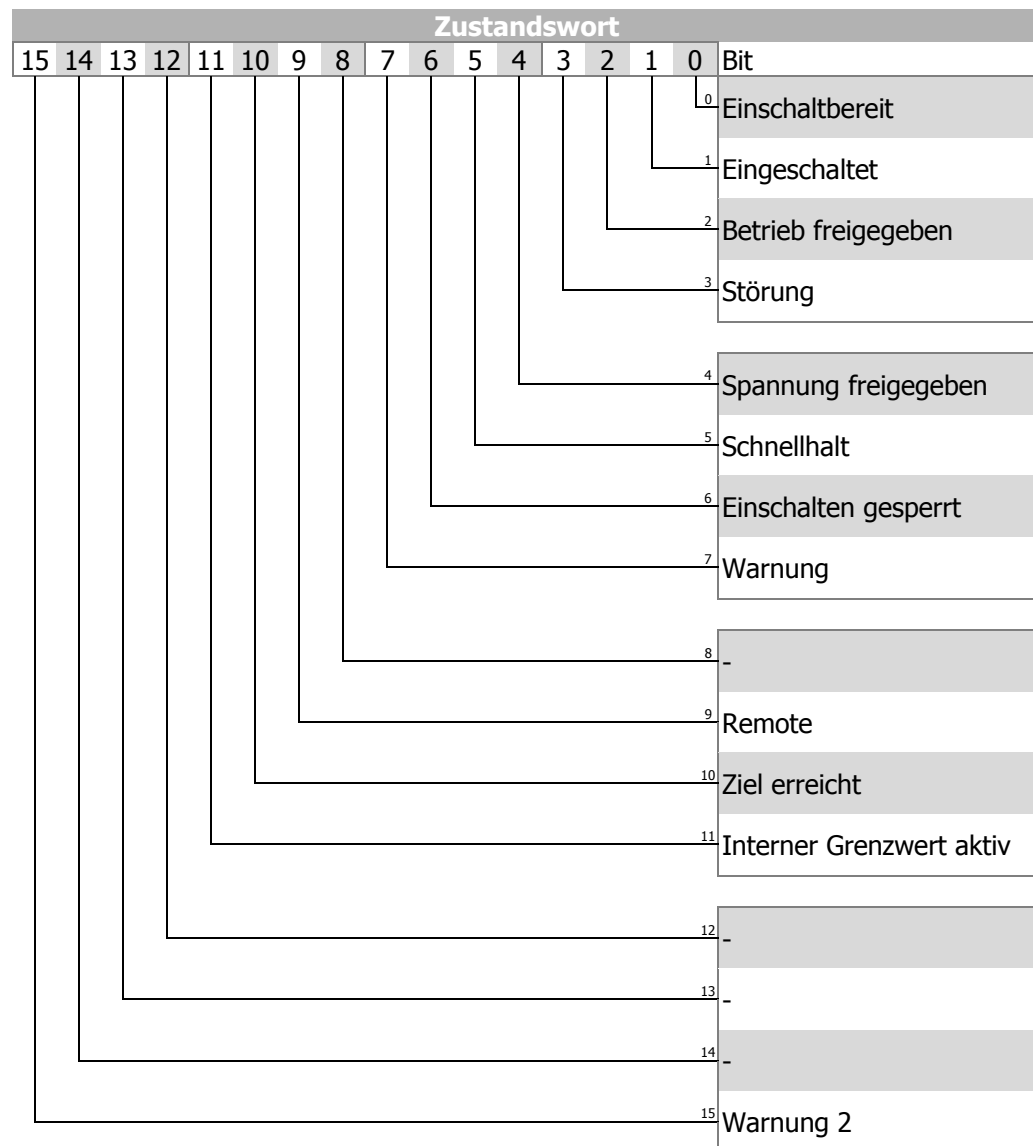 Zustandswort
15 14 13 12 11 10 9 8 7 6 5 4 3 2 1 0 Bit
0 Einschaltbereit
1 Eingeschaltet
2 Betrieb freigegeben
3 Störung
4 Spannung freigegeben
5 Schnellhalt
6 Einschalten gesperrt
7 Warnung
8 -
9 Remote
10 Ziel erreicht
11 Interner Grenzwert aktiv
12 -
13 -
14 -
15 Warnung 2